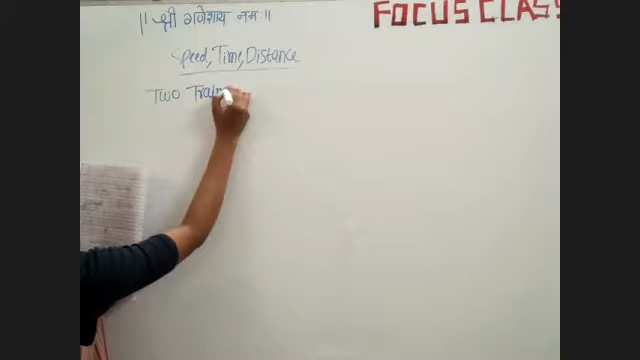 ॥ श्री गणेशाय नमः ॥
FOCUS CLASS
Speed, Time, Distance
Two Train